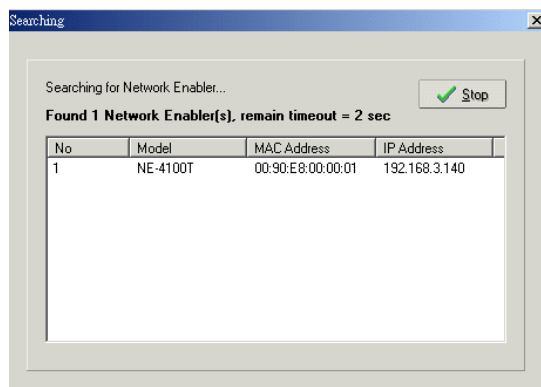 Searching
Searching for Network Enabler...
Stop
Found 1 Network Enabler(s), remain timeout = 2 sec
No Model MAC Address IP Address
1 NE-4100T 00:90:E8:00:00:01 192.168.3.140